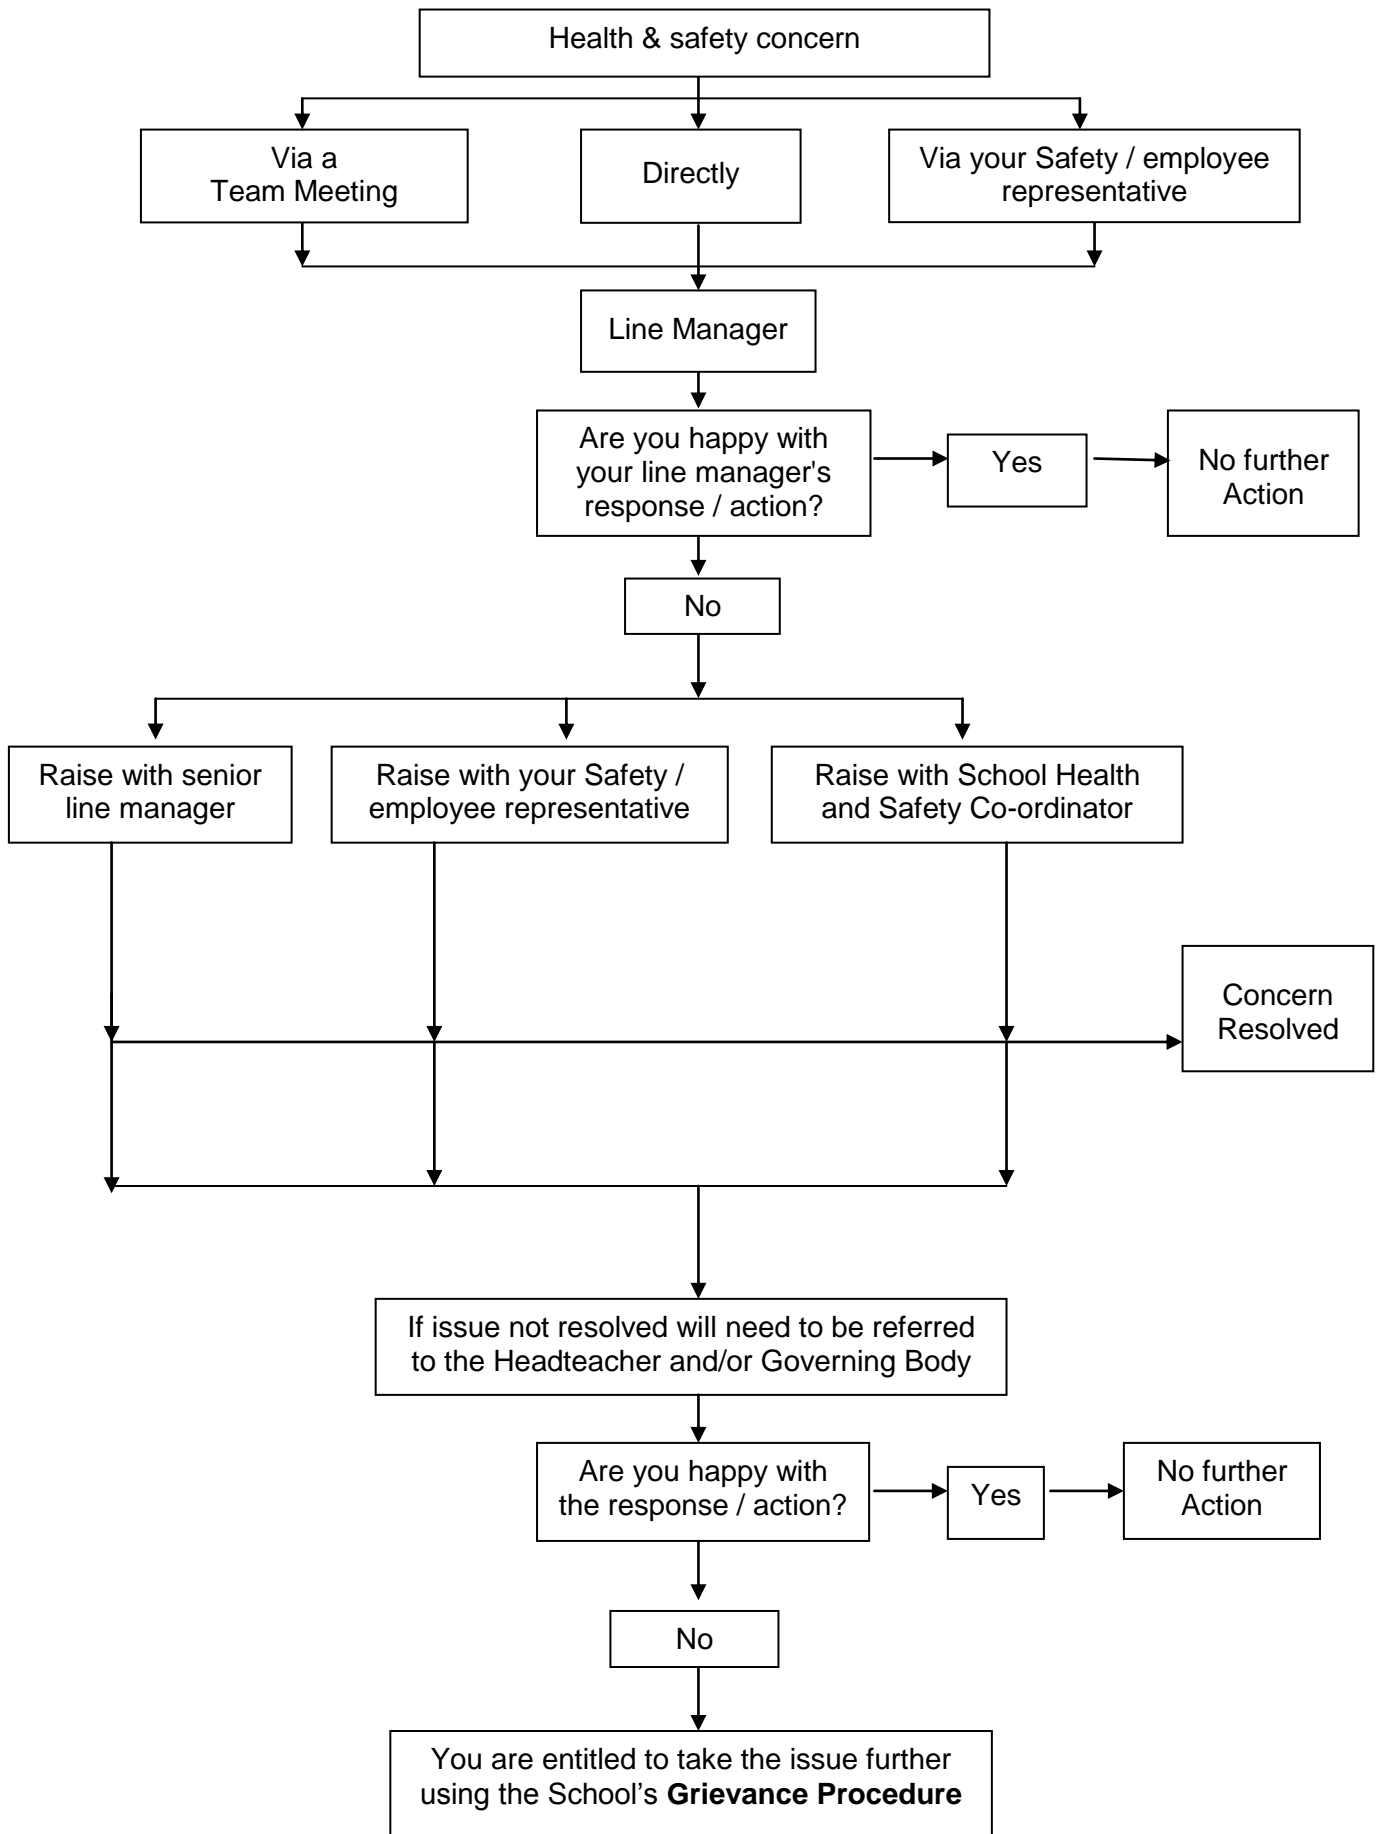 Health & safety concern
Via a
Team Meeting
Directly
Via your Safety / employee
representative
Line Manager
Are you happy with
your line manager's
response / action?
Yes
No further
Action
No
Raise with senior
line manager
Raise with your Safety /
employee representative
Raise with School Health
and Safety Co-ordinator
Concern
Resolved
If issue not resolved will need to be referred
to the Headteacher and/or Governing Body
Are you happy with
the response / action?
Yes
No further
Action
No
You are entitled to take the issue further
using the School’s Grievance Procedure